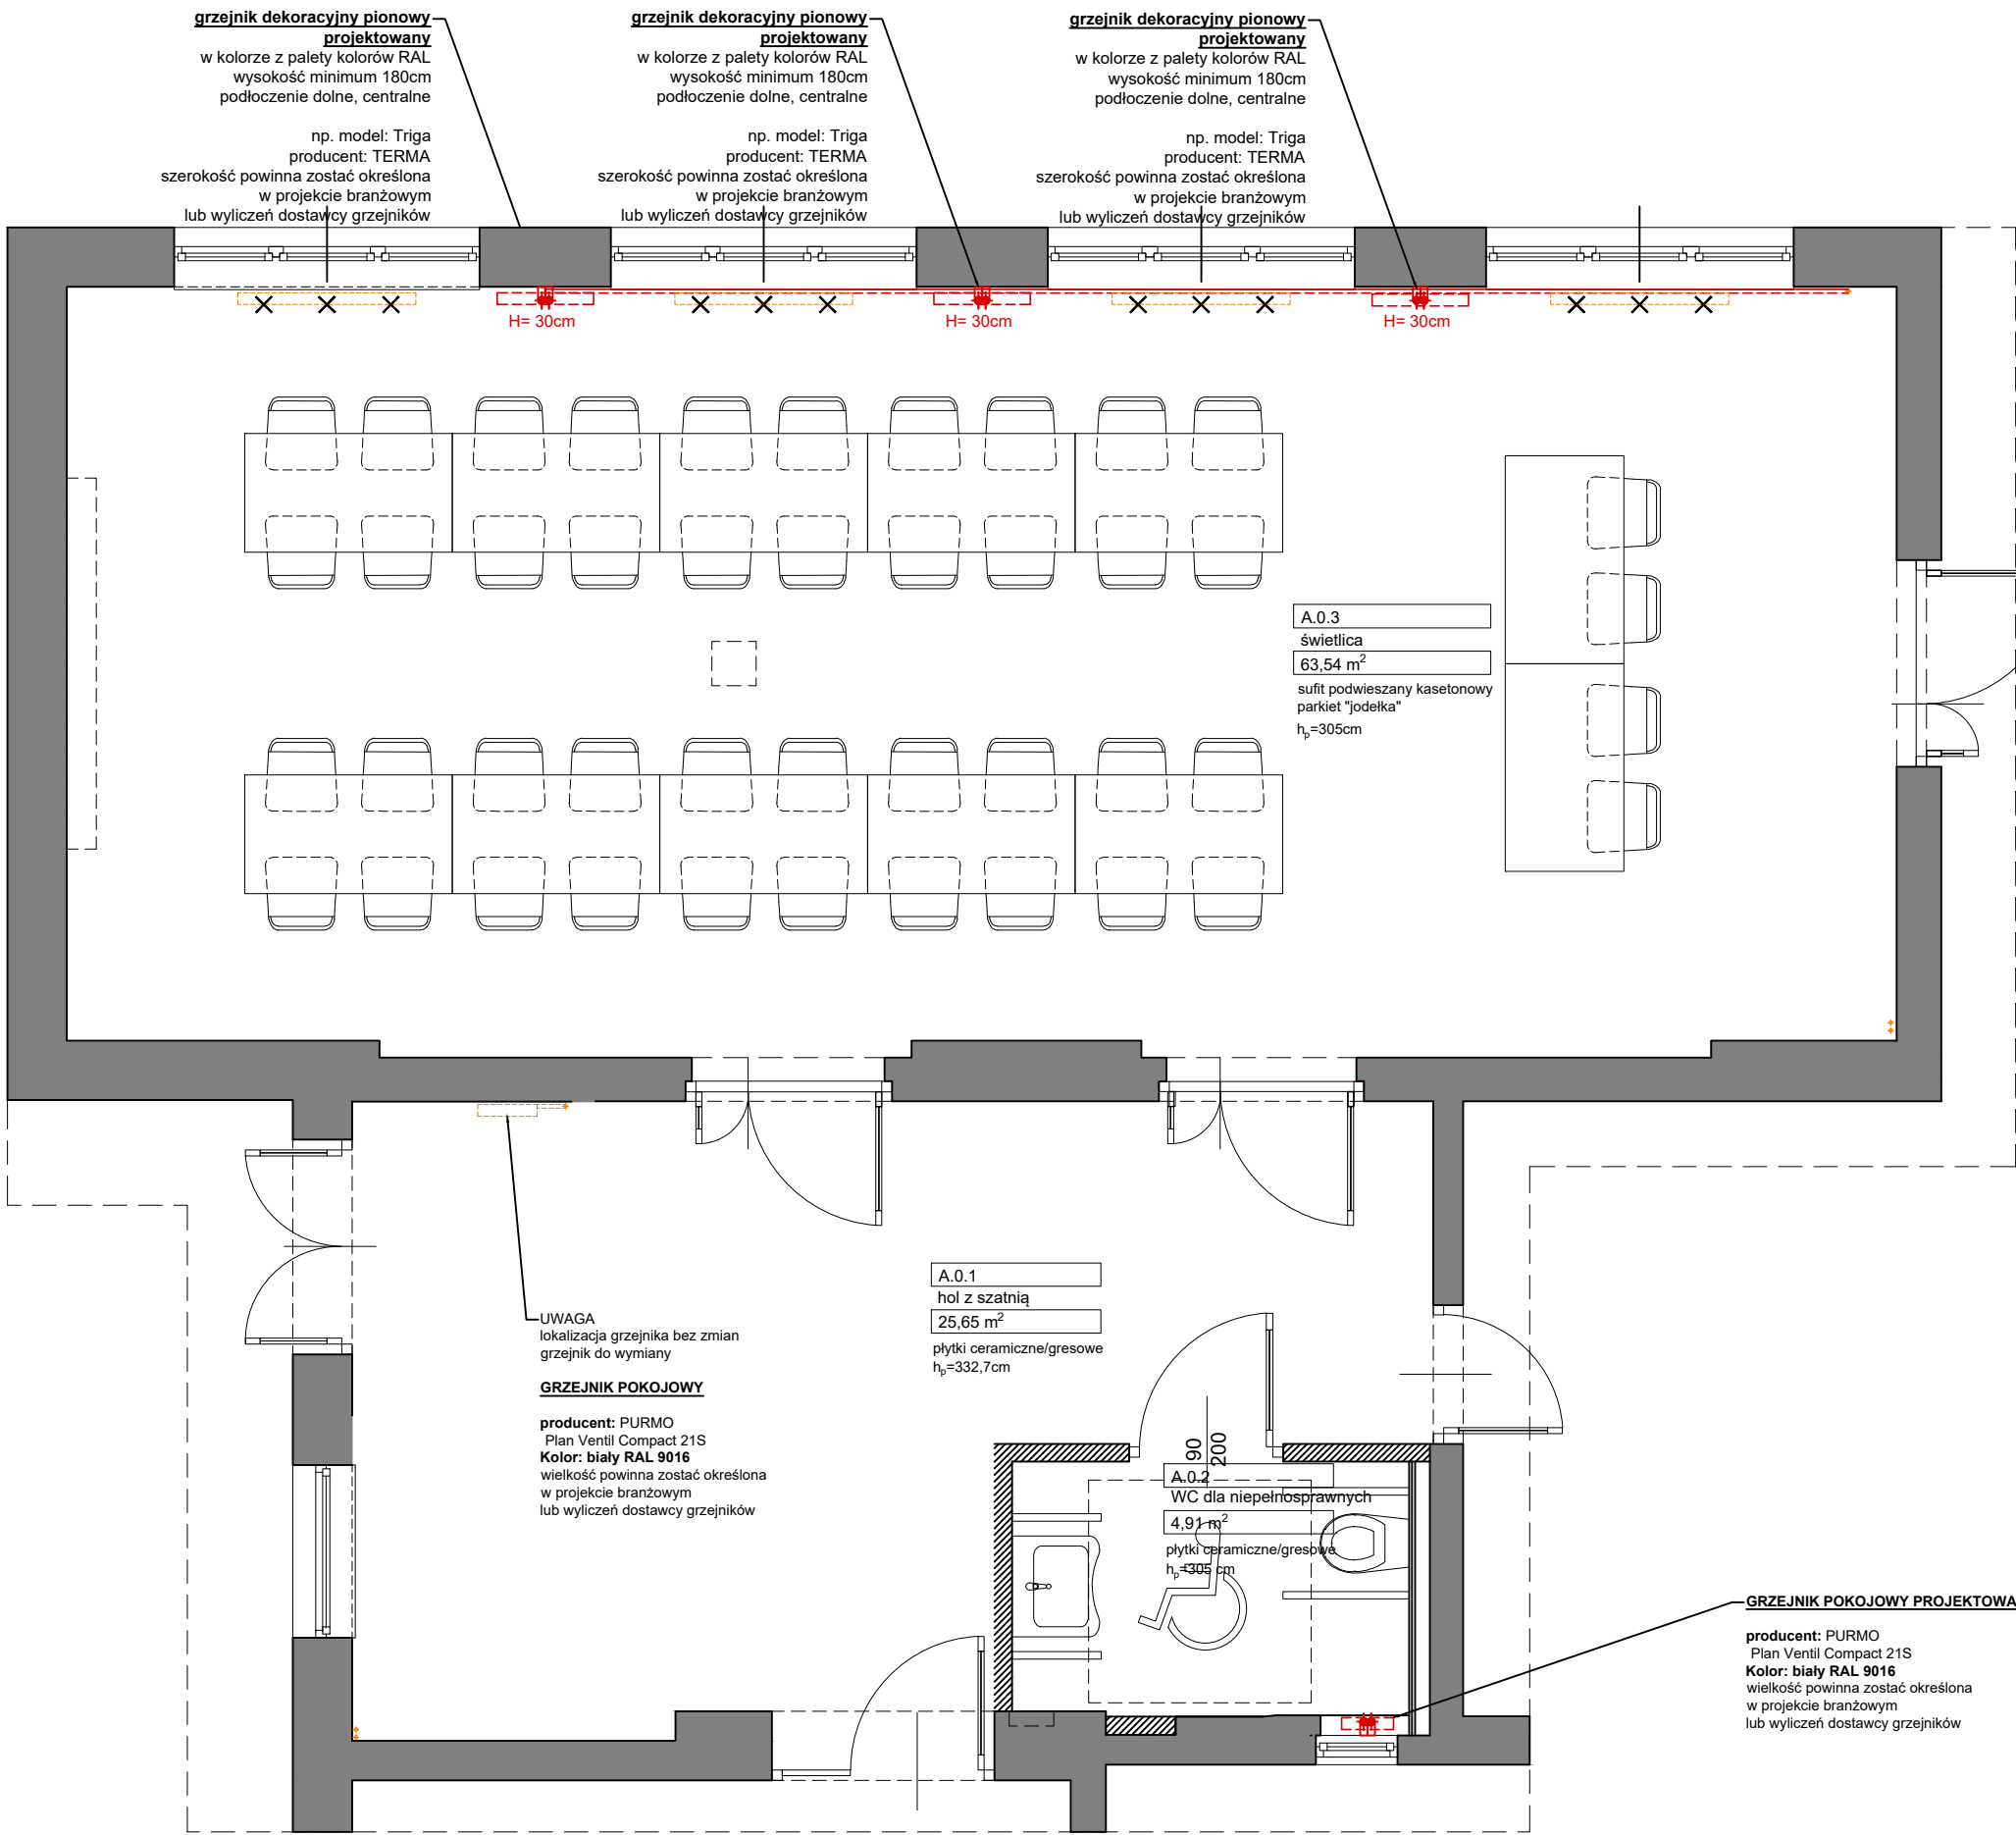 grzejnik dekoracyjny pionowy
projektowany
w kolorze z palety kolorów RAL
wysokość minimum 180cm
podłoczenie dolne, centralne
np. model: Triga
producent: TERMA
szerokość powinna zostać określona
w projekcie branżowym
lub wyliczeń dostawcy grzejników
grzejnik dekoracyjny pionowy
projektowany
w kolorze z palety kolorów RAL
wysokość minimum 180cm
podłoczenie dolne, centralne
np. model: Triga
producent: TERMA
szerokość powinna zostać określona
w projekcie branżowym
lub wyliczeń dostawcy grzejników
grzejnik dekoracyjny pionowy
projektowany
w kolorze z palety kolorów RAL
wysokość minimum 180cm
podłoczenie dolne, centralne
np. model: Triga
producent: TERMA
szerokość powinna zostać określona
w projekcie branżowym
lub wyliczeń dostawcy grzejników
H= 30cm
H= 30cm
H= 30cm
A.0.3
świetlica
63,54 m²
sufit podwieszany kasetonowy
parkiet "jodełka"
hp=305cm
A.0.1
hol z szatnią
25,65 m²
płytki ceramiczne/gresowe
hp=332,7cm
UWAGA
lokalizacja grzejnika bez zmian
grzejnik do wymiany
GRZEJNIK POKOJOWY
producent: PURMO
Plan Ventil Compact 21S
Kolor: biały RAL 9016
wielkość powinna zostać określona
w projekcie branżowym
lub wyliczeń dostawcy grzejników
90
200
A.0.2
WC dla niepełnosprawnych
4,91 m²
płytki ceramiczne/gresowe
hp=305 cm
GRZEJNIK POKOJOWY PROJEKTOWA
producent: PURMO
Plan Ventil Compact 21S
Kolor: biały RAL 9016
wielkość powinna zostać określona
w projekcie branżowym
lub wyliczeń dostawcy grzejników